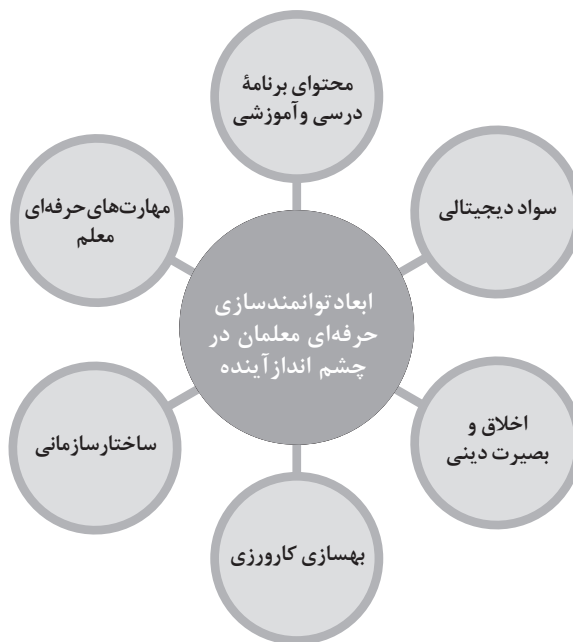 محتوای برنامهٔ
درسی و آموزشی
سواد دیجیتالی
مهارت‌های حرفه‌ای
معلم
ابعاد توانمندسازی
حرفه‌ای معلمان در
چشم انداز آینده
اخلاق و
بصیرت دینی
ساختار سازمانی
بهسازی کارورزی